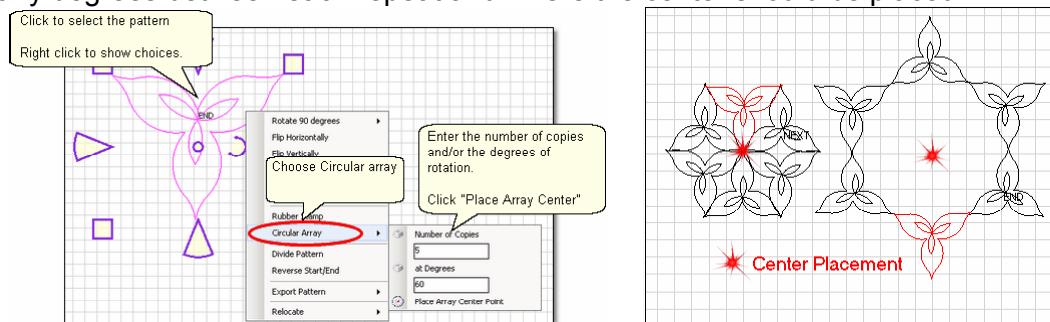 Click to select the pattern
Right click to show choices.
END
Rotate 90 degrees
Flip Horizontally
Flip Vertically
Choose Circular array
Rubber Stamp
Circular Array
Divide Pattern
Reverse Start/End
Export Pattern
Relocate
Enter the number of copies
and/or the degrees of
rotation.
Click "Place Array Center"
Number of Copies
5
at Degrees
60
Place Array Center Point
NEXT
END
Center Placement